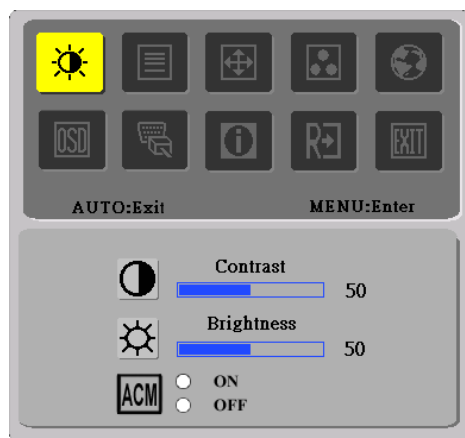 OSD
i
R
EXIT
AUTO:Exit MENU:Enter
Contrast
50
Brightness
50
ACM ON
OFF